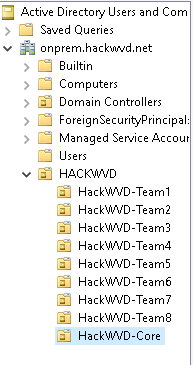 Active Directory Users and Com
Saved Queries
onprem.hackwvd.net
Builtin
Computers
Domain Controllers
ForeignSecurityPrincipal:
Managed Service Accour
Users
HACKWVD
HackWVD-Team1
HackWVD-Team2
HackWVD-Team3
HackWVD-Team4
HackWVD-Team5
HackWVD-Team6
HackWVD-Team7
HackWVD-Team8
HackWVD-Core